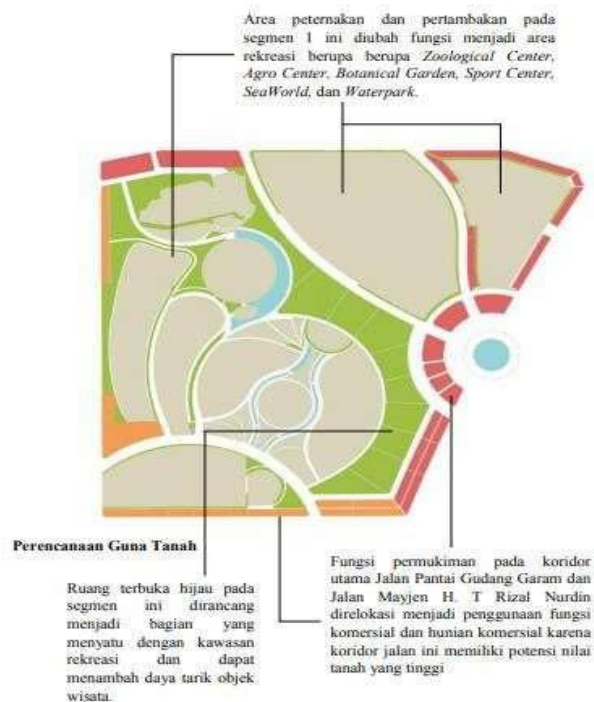 Area peternakan dan pertambakan pada
segmen 1 ini diubah fungsi menjadi area
rekreasi berupa berupa Zoological Center,
Agro Center, Botanical Garden, Sport Center,
SeaWorld, dan Waterpark.
Perencanaan Guna Tanah
Ruang terbuka hijau pada
segmen ini dirancang
menjadi bagian yang
menyatu dengan kawasan
rekreasi dan dapat
menambah daya tarik objek
wisata.
Fungsi permukiman pada koridor
utama Jalan Pantai Gudang Garam dan
Jalan Mayjen H. T Rizal Nurdin
direlokasi menjadi penggunaan fungsi
komersial dan hunian komersial karena
koridor jalan ini memiliki potensi nilai
tanah yang tinggi